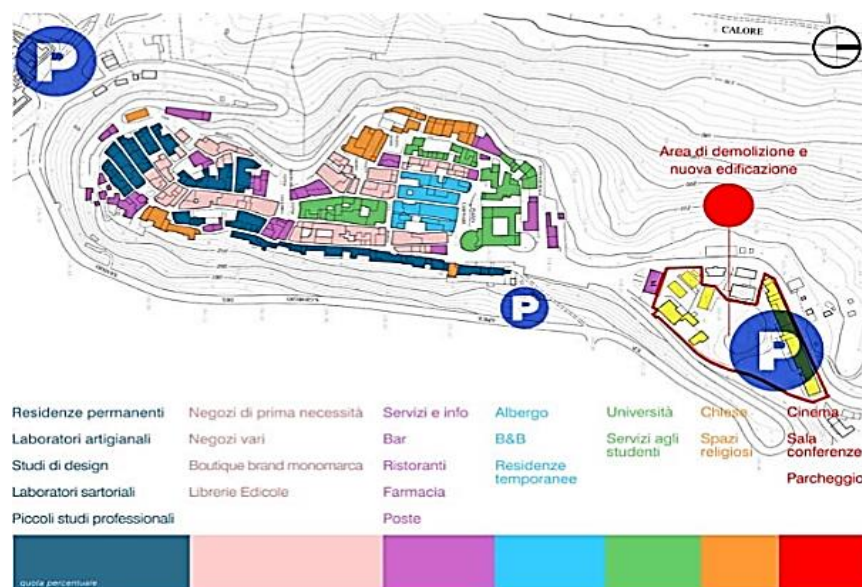 CALORE
P
Area di demolizione e
nuova edificazione
P
P
Residenze permanenti
Laboratori artigianali
Studi di design
Laboratori sartoriali
Piccoli studi professionali
Negozi di prima necessità
Negozi vari
Boutique brand monomarca
Librerie Edicole
Servizi e info
Bar
Ristoranti
Farmacia
Poste
Albergo
B&B
Residenze
temporanee
Università
Servizi agli
studenti
Chiese
Spazi
religiosi
Cinema
Sala
conferenze
Parcheggio
quota percentuale